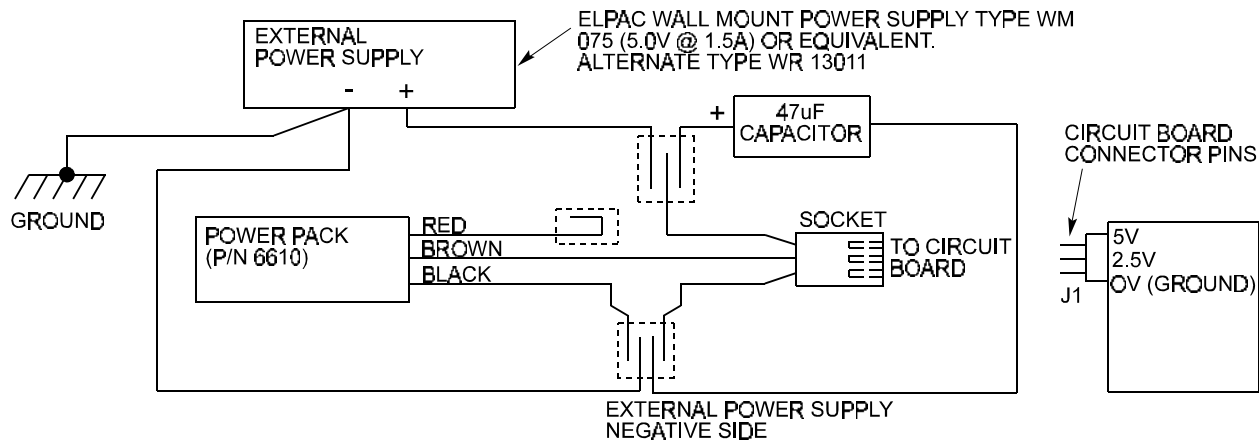 ELPAC WALL MOUNT POWER SUPPLY TYPE WM
075 (5.0V @ 1.5A) OR EQUIVALENT.
ALTERNATE TYPE WR 13011
EXTERNAL
POWER SUPPLY
- +
+ 47uF
CAPACITOR
CIRCUIT BOARD
CONNECTOR PINS
GROUND
POWER PACK
(P/N 6610)
RED
BROWN
BLACK
SOCKET
TO CIRCUIT
BOARD
5V
2.5V
0V (GROUND)
J1
EXTERNAL POWER SUPPLY
NEGATIVE SIDE